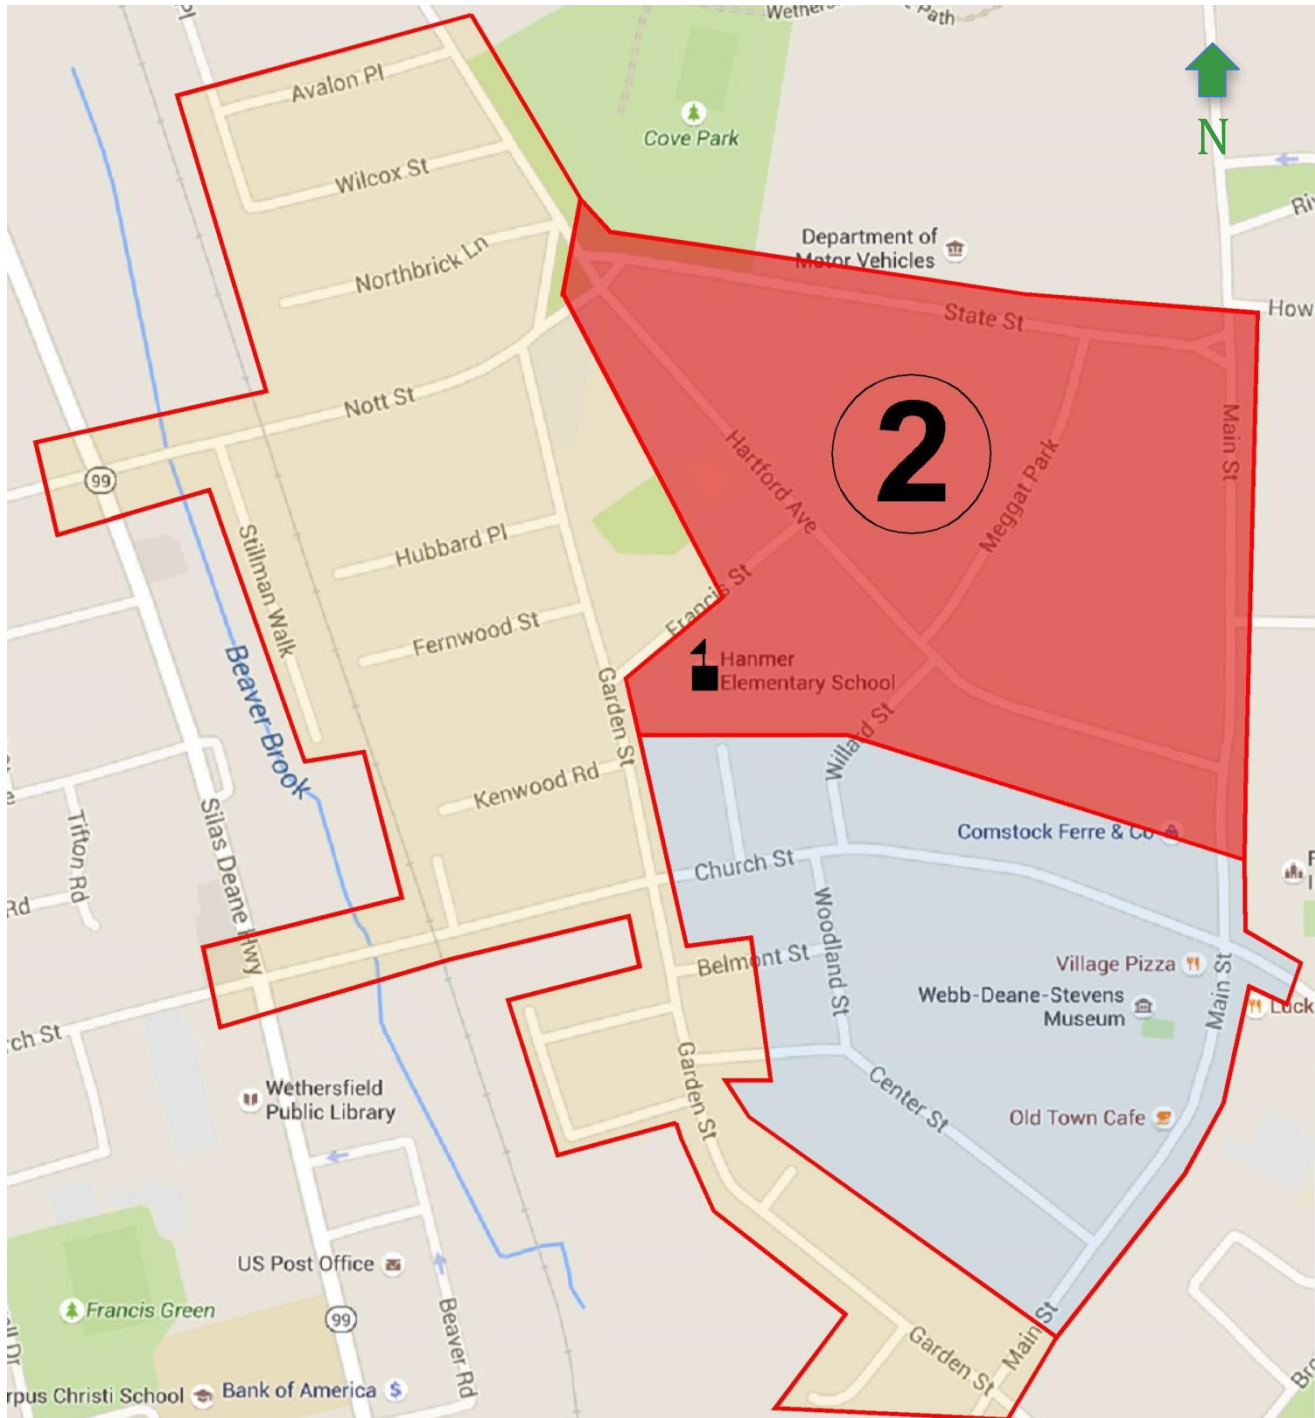 Pl
Path
N
Avalon Pl
Cove Park
Wilcox St
Department of
Motor Vehicles
Northbrick Ln
State St
How
Nott St
2
Main St
Hartford Ave
Meggat Park
99
Stillman Walk
Hubbard Pl
Francis St
Fernwood St
Hanmer
Elementary School
Beaver Brook
Garden St
Willard St
Kenwood Rd
Silas Deane Hwy
Tifton Rd
Comstock Ferre & Co
Church St
Rd
Woodland St
Belmont St
Village Pizza
Main St
Webb-Deane-Stevens
Museum
Luck
rch St
Garden St
Center St
Wethersfield
Public Library
Old Town Cafe
US Post Office
Francis Green
99
Beaver Rd
Garden St
Main St
rpus Christi School
Bank of America
$